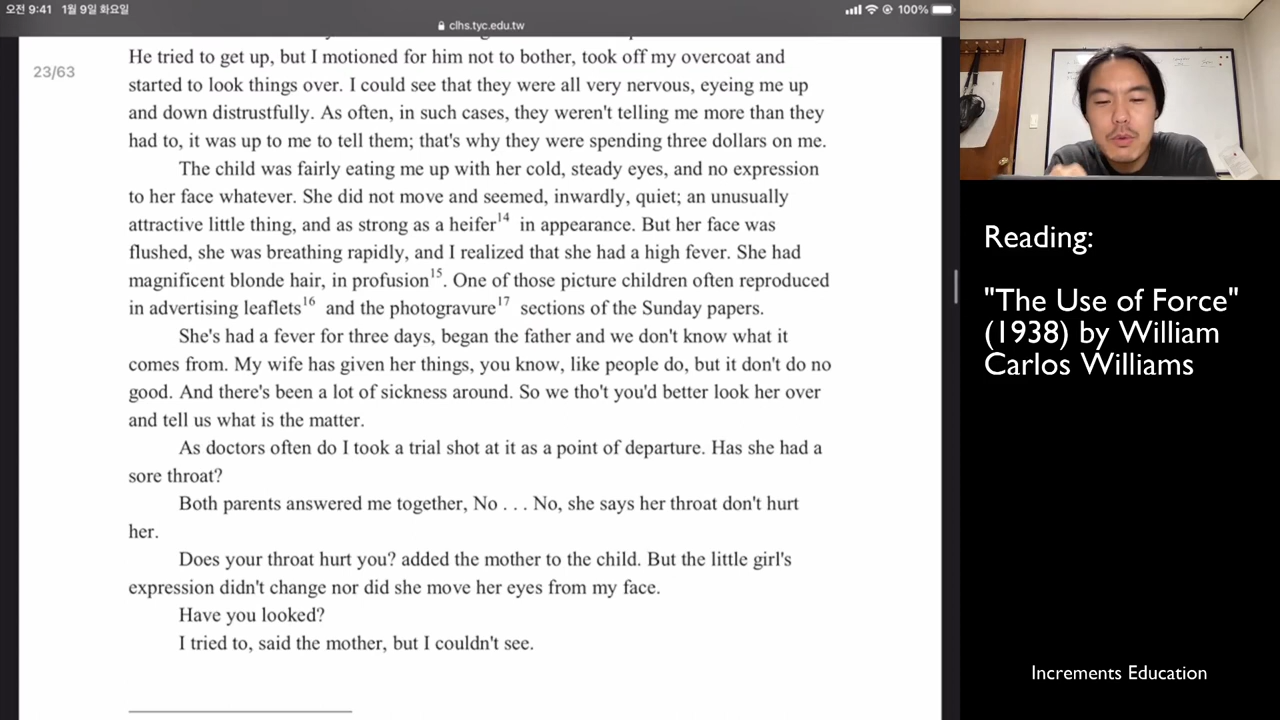 오전 9:41 1월 9일 화요일
100%
clhs.tyc.edu.tw
23/63
He tried to get up, but I motioned for him not to bother, took off my overcoat and
started to look things over. I could see that they were all very nervous, eyeing me up
and down distrustfully. As often, in such cases, they weren't telling me more than they
had to, it was up to me to tell them; that's why they were spending three dollars on me.
The child was fairly eating me up with her cold, steady eyes, and no expression
to her face whatever. She did not move and seemed, inwardly, quiet; an unusually
attractive little thing, and as strong as a heifer14 in appearance. But her face was
flushed, she was breathing rapidly, and I realized that she had a high fever. She had
magnificent blonde hair, in profusion15. One of those picture children often reproduced
in advertising leaflets16 and the photogravure17 sections of the Sunday papers.
She's had a fever for three days, began the father and we don't know what it
comes from. My wife has given her things, you know, like people do, but it don't do no
good. And there's been a lot of sickness around. So we tho't you'd better look her over
and tell us what is the matter.
As doctors often do I took a trial shot at it as a point of departure. Has she had a
sore throat?
Both parents answered me together, No . . . No, she says her throat don't hurt
her.
Does your throat hurt you? added the mother to the child. But the little girl's
expression didn't change nor did she move her eyes from my face.
Have you looked?
I tried to, said the mother, but I couldn't see.
Reading:
"The Use of Force"
(1938) by William
Carlos Williams
Increments Education